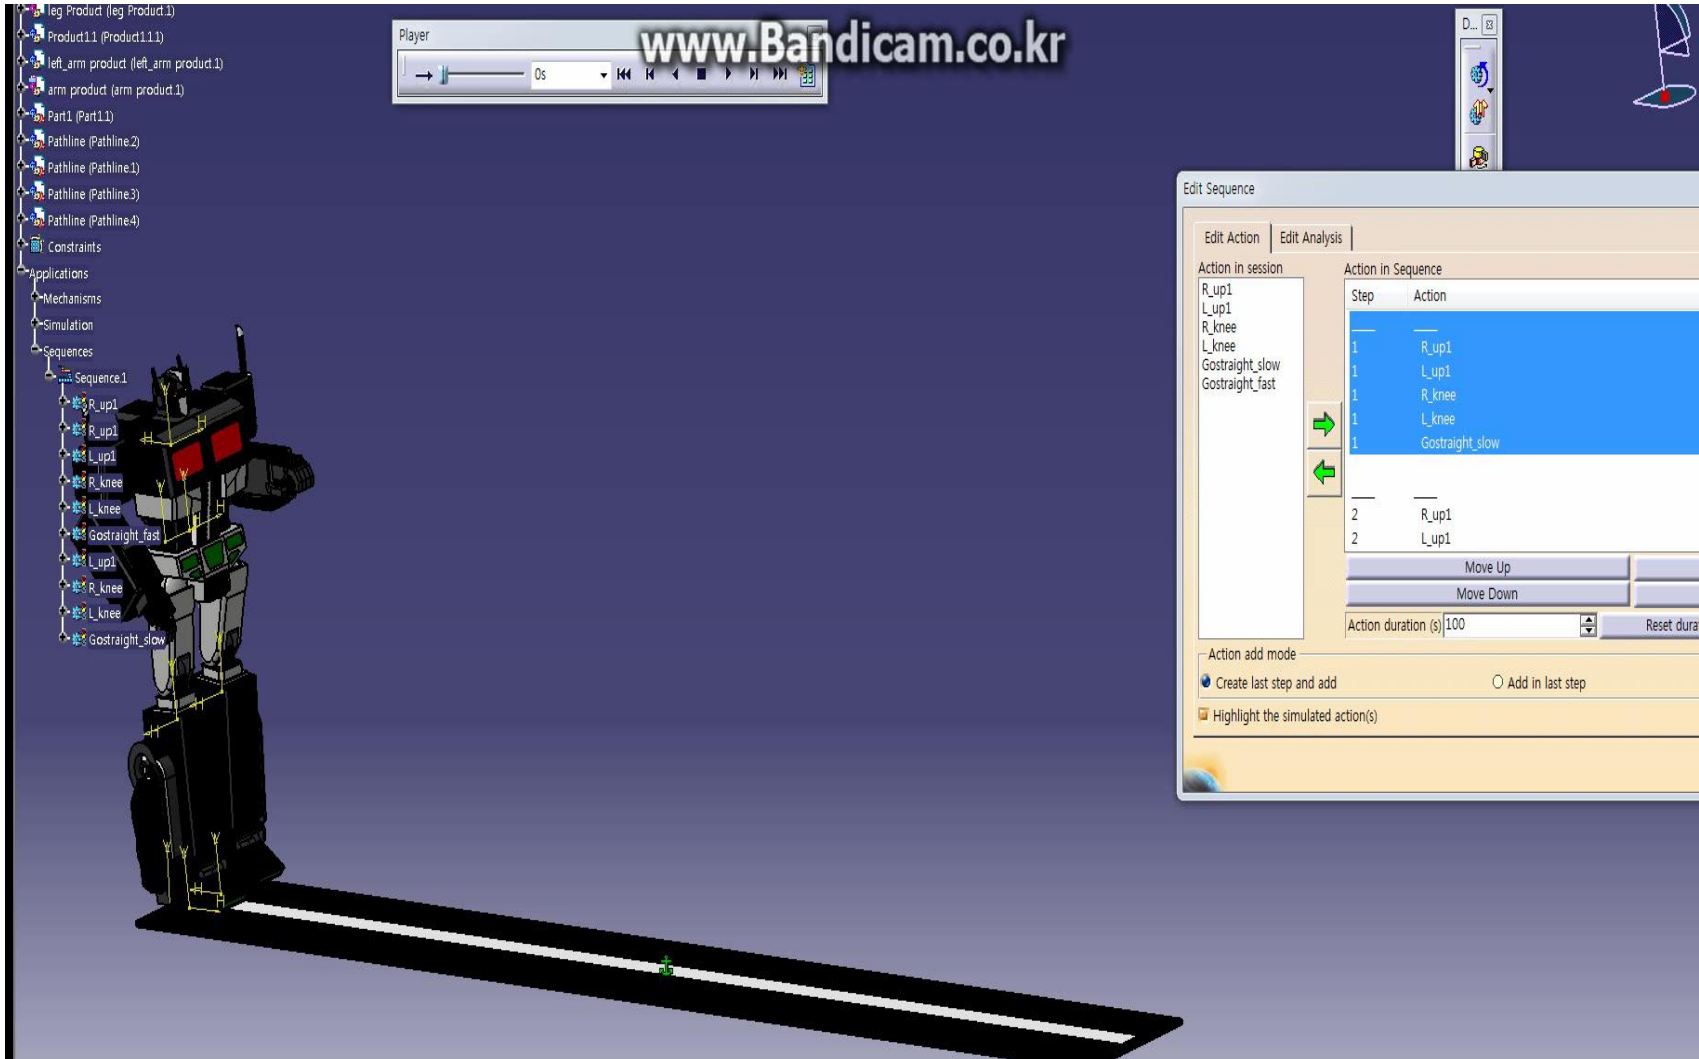 leg Product (leg Product.1)
Product11 (Product1.1.1)
left_arm product (left_arm product.1)
arm product (arm product.1)
Part1 (Part1.1)
Pathline (Pathline.2)
Pathline (Pathline.1)
Pathline (Pathline.3)
Pathline (Pathline.4)
Constraints
Applications
Mechanisms
Simulation
Sequences
Sequence.1
R_up1
R_up1
L_up1
R_knee
L_knee
Gostraight_fast
L_up1
R_knee
L_knee
Gostraight_slow
Player
www.Bandicam.co.kr
0s
D...
Edit Sequence
Edit Action
Edit Analysis
Action in session
R_up1
L_up1
R_knee
L_knee
Gostraight_slow
Gostraight_fast
Action in Sequence
Step Action
1 R_up1
1 L_up1
1 R_knee
1 L_knee
1 Gostraight_slow
2 R_up1
2 L_up1
Move Up
Move Down
Action duration (s) 100
Reset dura
Action add mode
Create last step and add
Add in last step
Highlight the simulated action(s)